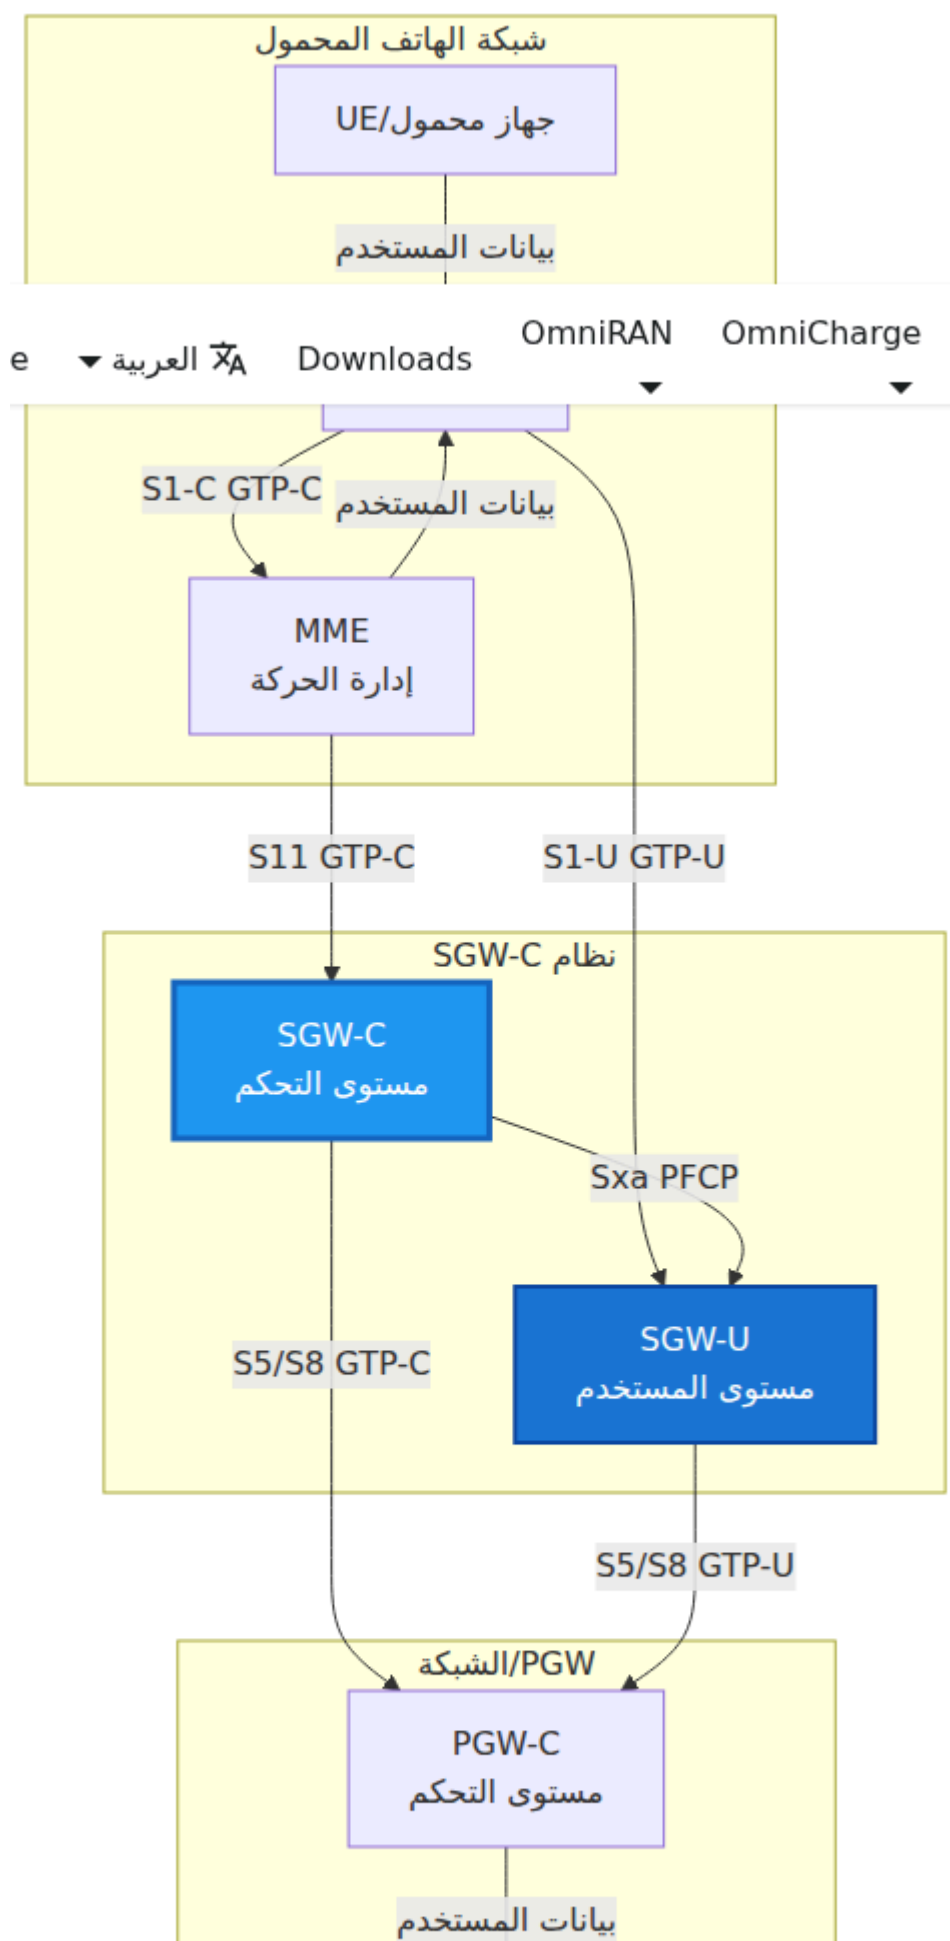 شبكة الهاتف المحمول
جهاز محمول/UE
بيانات المستخدم
OmniRAN
OmniCharge
e
العربية
Downloads
S1-C GTP-C
بيانات المستخدم
MME
إدارة الحركة
S11 GTP-C
S1-U GTP-U
نظام SGW-C
SGW-C
مستوى التحكم
Sxa PFCP
SGW-U
مستوى المستخدم
S5/S8 GTP-C
S5/S8 GTP-U
PGW/الشبكة
PGW-C
مستوى التحكم
بيانات المستخدم